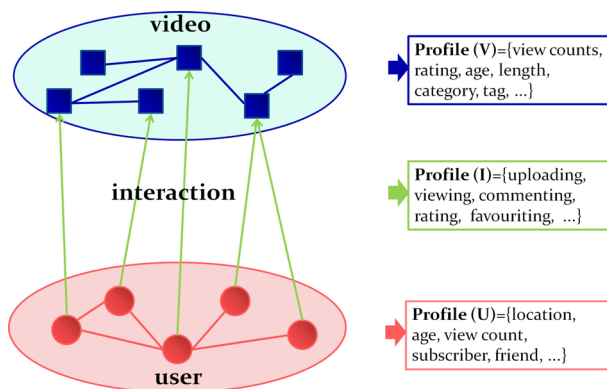 video
Profile (V)={view counts,
rating, age, length,
category, tag, ...}
interaction
Profile (I)={uploading,
viewing, commenting,
rating, favouriting, ...}
user
Profile (U)={location,
age, view count,
subscriber, friend, ...}